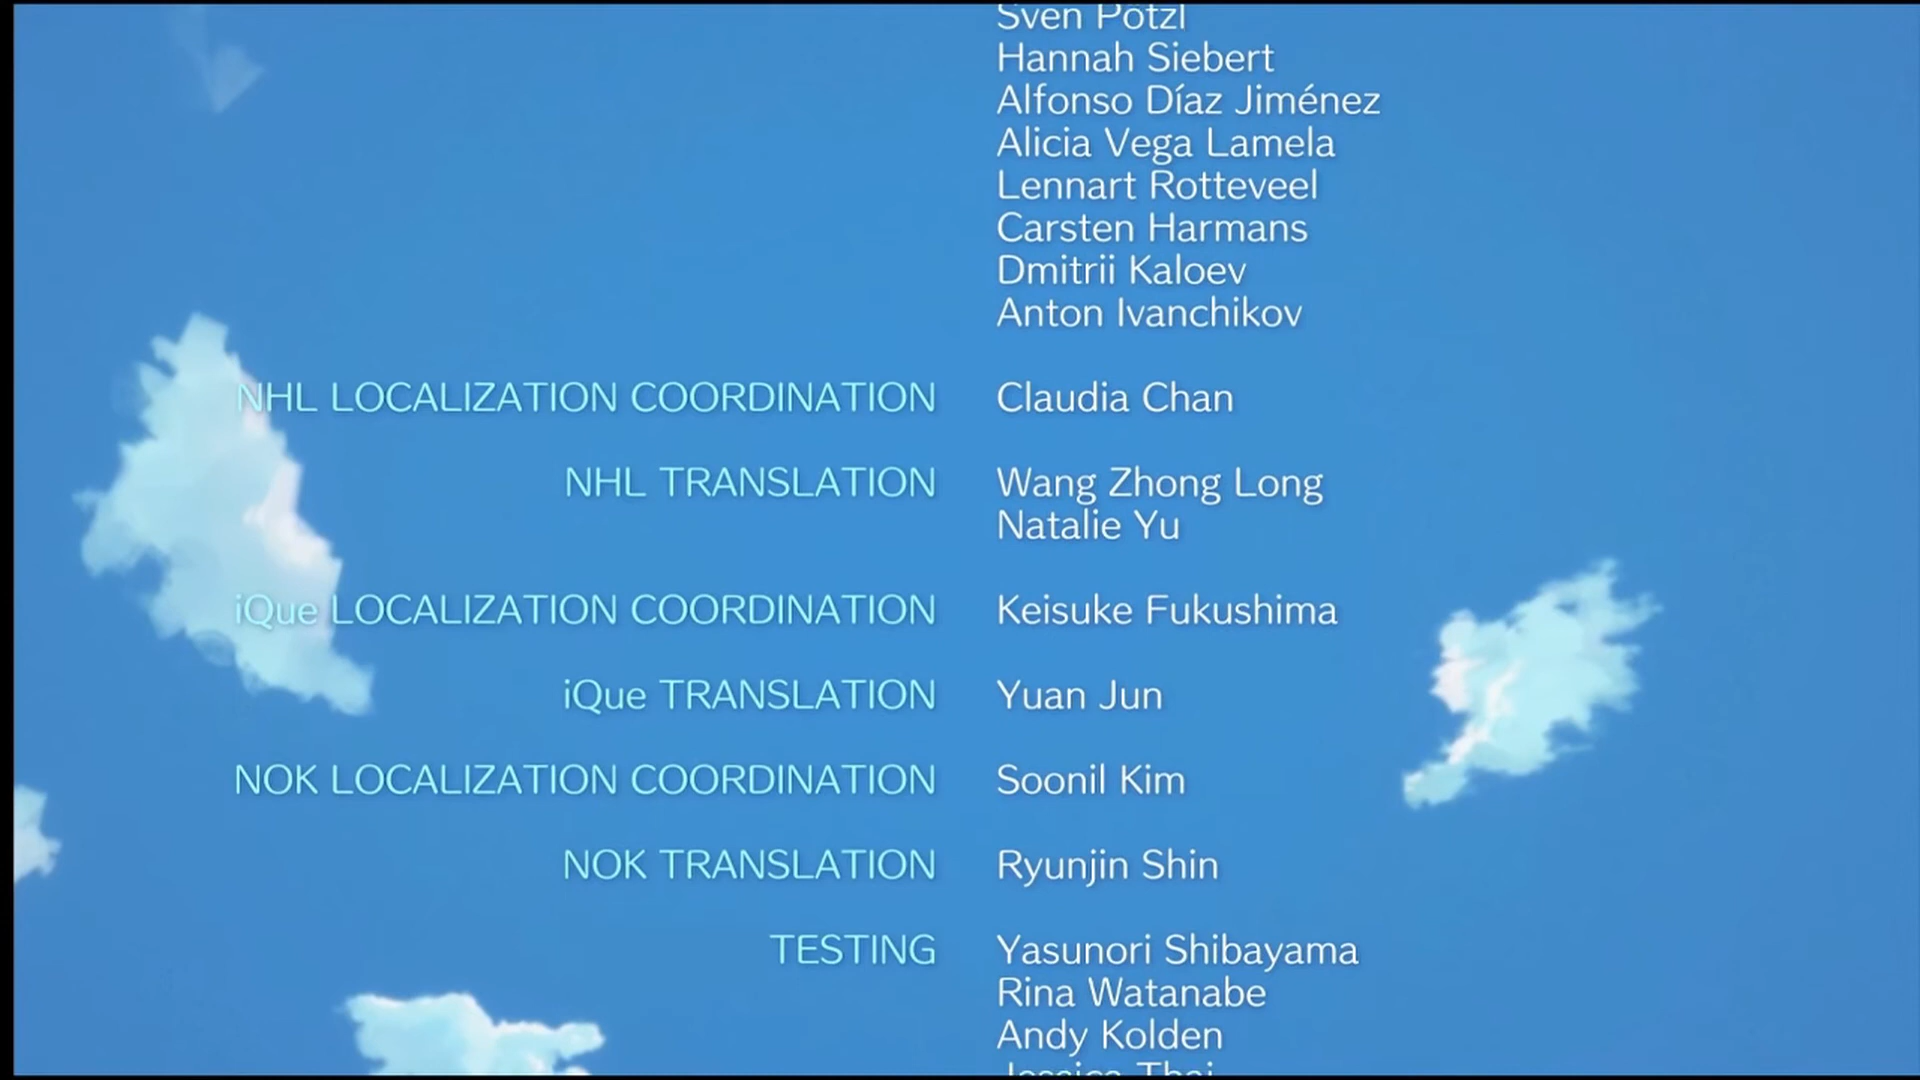 Sven Pötzl
Hannah Siebert
Alfonso Díaz Jiménez
Alicia Vega Lamela
Lennart Rotteveel
Carsten Harmans
Dmitrii Kaloev
Anton Ivanchikov
NHL LOCALIZATION COORDINATION Claudia Chan
NHL TRANSLATION Wang Zhong Long
Natalie Yu
iQue LOCALIZATION COORDINATION Keisuke Fukushima
iQue TRANSLATION Yuan Jun
NOK LOCALIZATION COORDINATION Soonil Kim
NOK TRANSLATION Ryunjin Shin
TESTING Yasunori Shibayama
Rina Watanabe
Andy Kolden